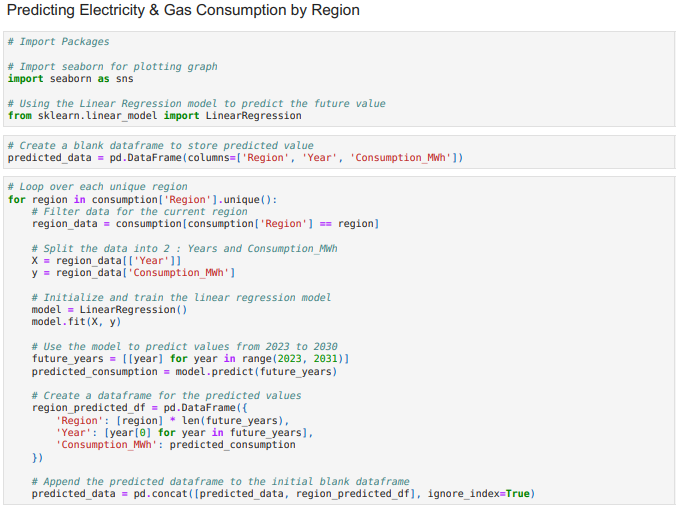 Predicting Electricity & Gas Consumption by Region
# Import Packages
# Import seaborn for plotting graph
import seaborn as sns
# Using the Linear Regression model to predict the future value
from sklearn.linear_model import LinearRegression
# Create a blank dataframe to store predicted value
predicted_data = pd.DataFrame(columns=['Region', 'Year', 'Consumption_MWh'])
# Loop over each unique region
for region in consumption['Region'].unique():
    # Filter data for the current region
    region_data = consumption[consumption['Region'] == region]
    # Split the data into 2 : Years and Consumption_MWh
    X = region_data[['Year']]
    y = region_data['Consumption_MWh']
    # Initialize and train the linear regression model
    model = LinearRegression()
    model.fit(X, y)
    # Use the model to predict values from 2023 to 2030
    future_years = [[year] for year in range(2023, 2031)]
    predicted_consumption = model.predict(future_years)
    # Create a dataframe for the predicted values
    region_predicted_df = pd.DataFrame({
        'Region': [region] * len(future_years),
        'Year': [year[0] for year in future_years],
        'Consumption_MWh': predicted_consumption
    })
    # Append the predicted dataframe to the initial blank dataframe
    predicted_data = pd.concat([predicted_data, region_predicted_df], ignore_index=True)